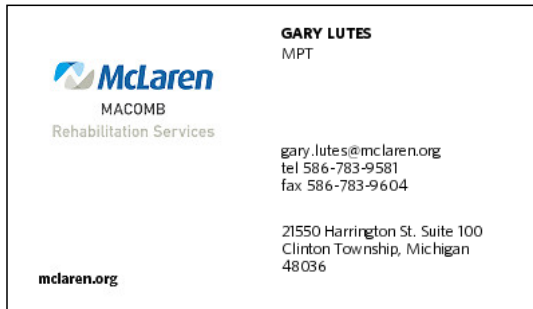 McLaren
MACOMB
Rehabilitation Services
mclaren.org
GARY LUTES
MPT
gary.lutes@mclaren.org
tel 586-783-9581
fax 586-783-9604
21550 Harrington St. Suite 100
Clinton Township, Michigan
48036